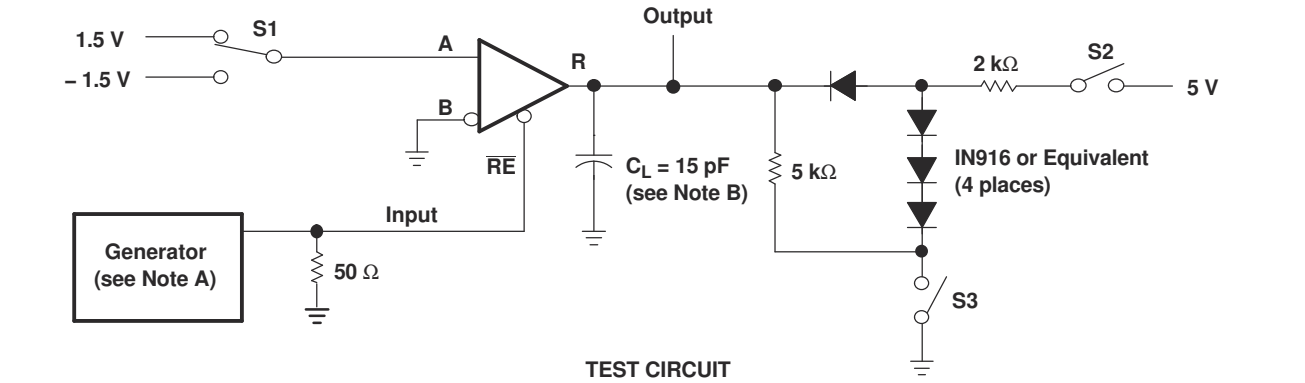 Output
1.5 V
S1
– 1.5 V
A
B
R
RE
2 kΩ
S2
5 V
CL = 15 pF
(see Note B)
5 kΩ
IN916 or Equivalent
(4 places)
Generator
(see Note A)
Input
50 Ω
S3
TEST CIRCUIT